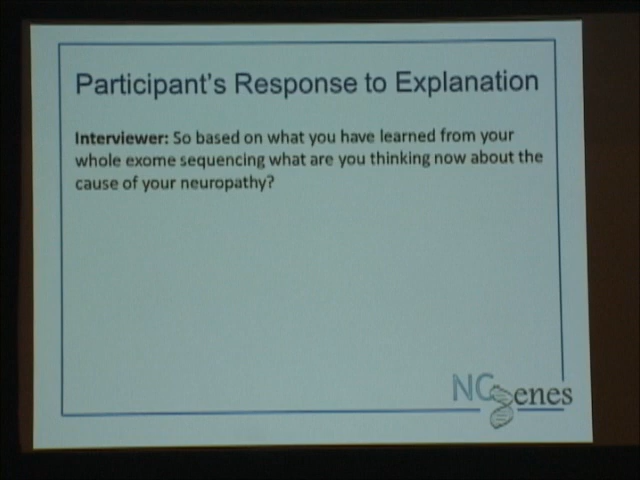 Participant's Response to Explanation
Interviewer: So based on what you have learned from your
whole exome sequencing what are you thinking now about the
cause of your neuropathy?
NCgenes